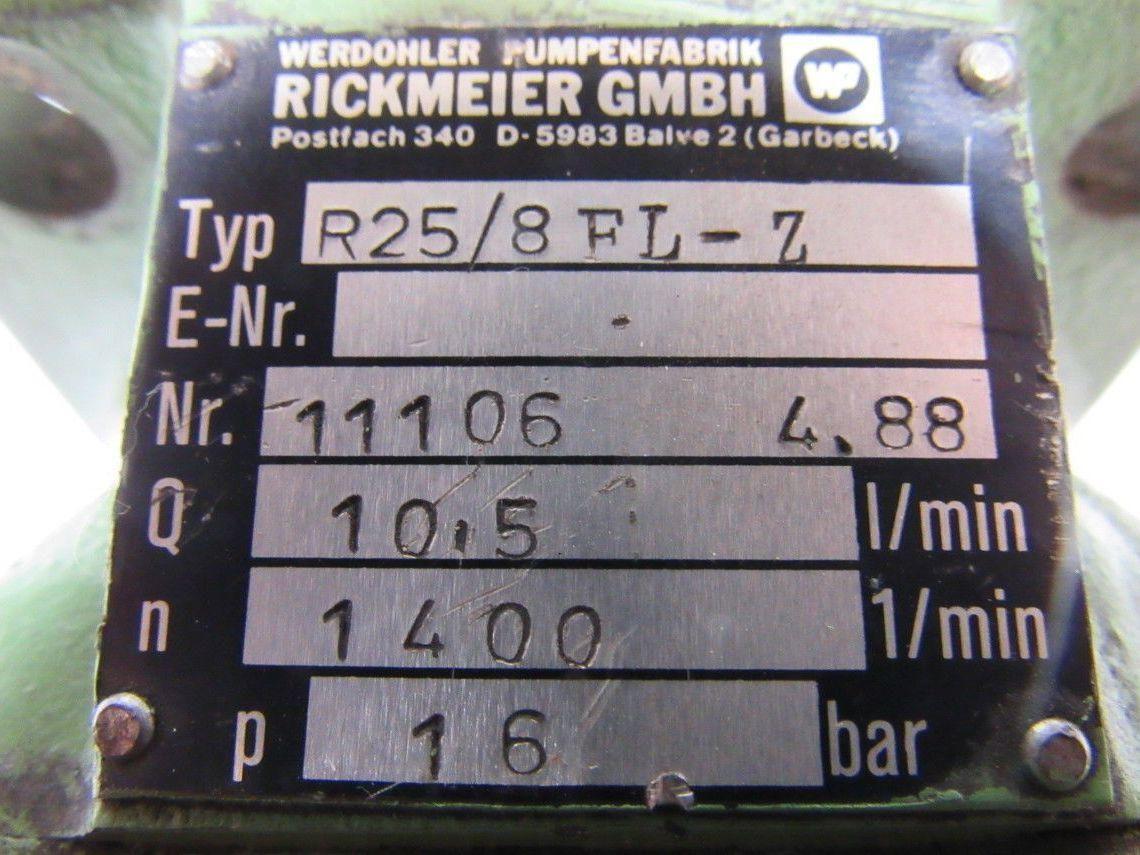 WERDOHLER PUMPENFABRIK
RICKMEIER GMBH WP
Postfach 340 D-5983 Balve 2 (Garbeck)
Typ R25/8 FL-Z
E-Nr. .
Nr. 11106 4.88
Q 10,5 l/min
n 1400 1/min
p 16 bar